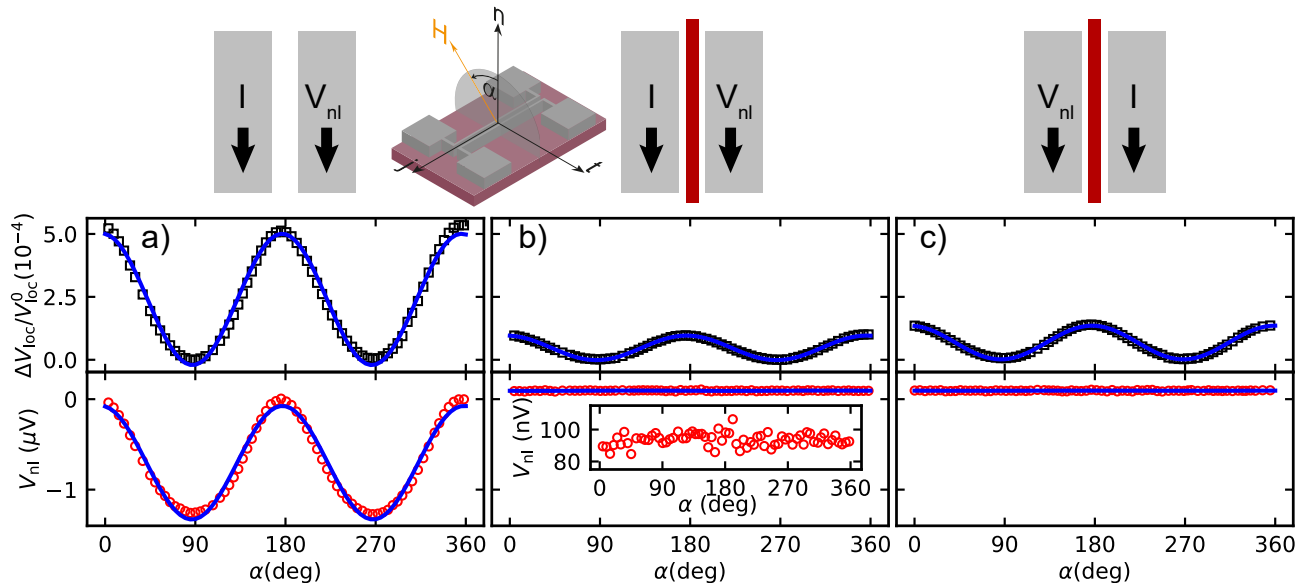 I
V_nl
H
η
α
j
t
I
V_nl
V_nl
I
a)
b)
c)
ΔV_loc/V⁰_loc(10⁻⁴)
5.0
2.5
0.0
V_nl (μV)
0
−1
V_nl (nV)
100
80
0 90 180 270 360
α (deg)
0 90 180 270 360
0 90 180 270 360
0 90 180 270 360
α(deg)
α(deg)
α(deg)